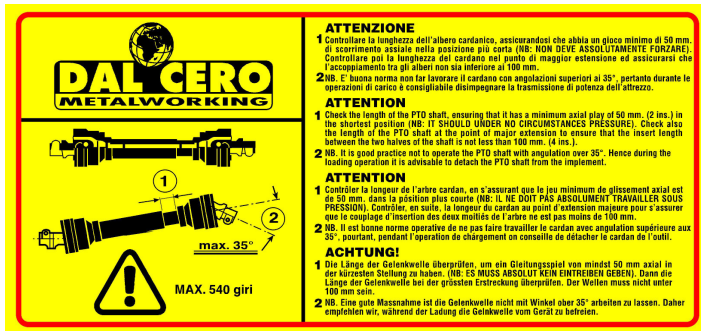 DAL CERO
METALWORKING
1
2
max. 35°
MAX. 540 giri
ATTENZIONE
1 Controllare la lunghezza dell'albero cardanico, assicurandosi che abbia un gioco minimo di 50 mm.
di scorrimento assiale nella posizione più corta (NB: NON DEVE ASSOLUTAMENTE FORZARE).
Controllare poi la lunghezza del cardano nel punto di maggior estensione ed assicurarsi che
l'accoppiamento tra gli alberi non sia inferiore ai 100 mm.
2 NB. E' buona norma non far lavorare il cardano con angolazioni superiori ai 35°, pertanto durante le
operazioni di carico è consigliabile disimpegnare la trasmissione di potenza dell'attrezzo.
ATTENTION
1 Check the length of the PTO shaft, ensuring that it has a minimum axial play of 50 mm. (2 ins.) in
the shortest position (NB: IT SHOULD UNDER NO CIRCUMSTANCES PRESSURE). Check also
the length of the PTO shaft at the point of major extension to ensure that the insert length
between the two halves of the shaft is not less than 100 mm. (4 ins.).
2 NB. It is good practice not to operate the PTO shaft with angulation over 35°. Hence during the
loading operation it is advisable to detach the PTO shaft from the implement.
ATTENTION
1 Contrôler la longeur de l'arbre cardan, en s'assurant que le jeu minimum de glissement axial est
de 50 mm. dans la position plus courte (NB: IL NE DOIT PAS ABSOLUMENT TRAVAILLER SOUS
PRESSION). Contrôler, en suite, la longeur du cardan au point d'extension majeure pour s'assurer
que le couplage d'insertion des deux moitiés de l'arbre ne est pas moins de 100 mm.
2 NB. Il est bonne norme operative de ne pas faire travailler le cardan avec angulation supérieure aux
35°, pourtant, pendant l'operation de chárgement on conseille de détacher le cardan de l'outil.
ACHTUNG!
1 Die Länge der Gelenkwelle überprüfen, um ein Gleitungsspiel von mindst 50 mm axial in
der kürzesten Stellung zu haben. (NB: ES MUSS ABSOLUT KEIN EINTREIBEN GEBEN). Dann die
Länge der Gelenkwelle bei der grössten Erstreckung überprüfen. Der Wellen muss nicht unter
100 mm sein.
2 NB. Eine gute Massnahme ist die Gelenkwelle nicht mit Winkel ober 35° arbeiten zu lassen. Daher
empfehlen wir, während der Ladung die Gelnkwelle vom Gerät zu befreien.